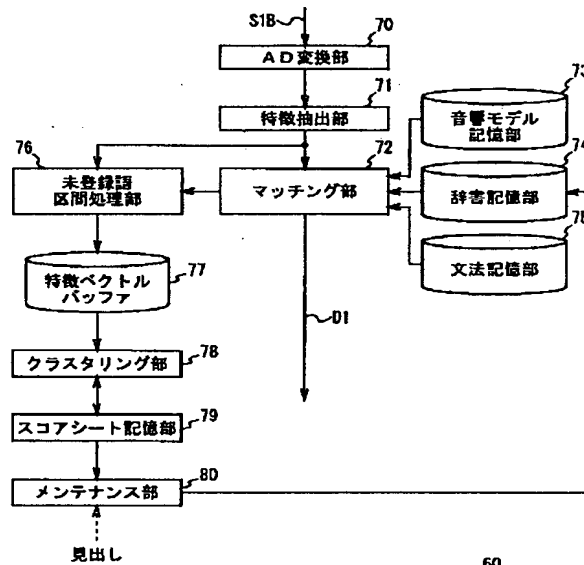 S1B
70
AD変換部
71
特徴抽出部
73
音響モデル
記憶部
76
未登録語
区間処理部
72
マッチング部
74
辞書記憶部
75
文法記憶部
77
特徴ベクトル
バッファ
D1
78
クラスタリング部
79
スコアシート記憶部
80
メンテナンス部
見出し
60